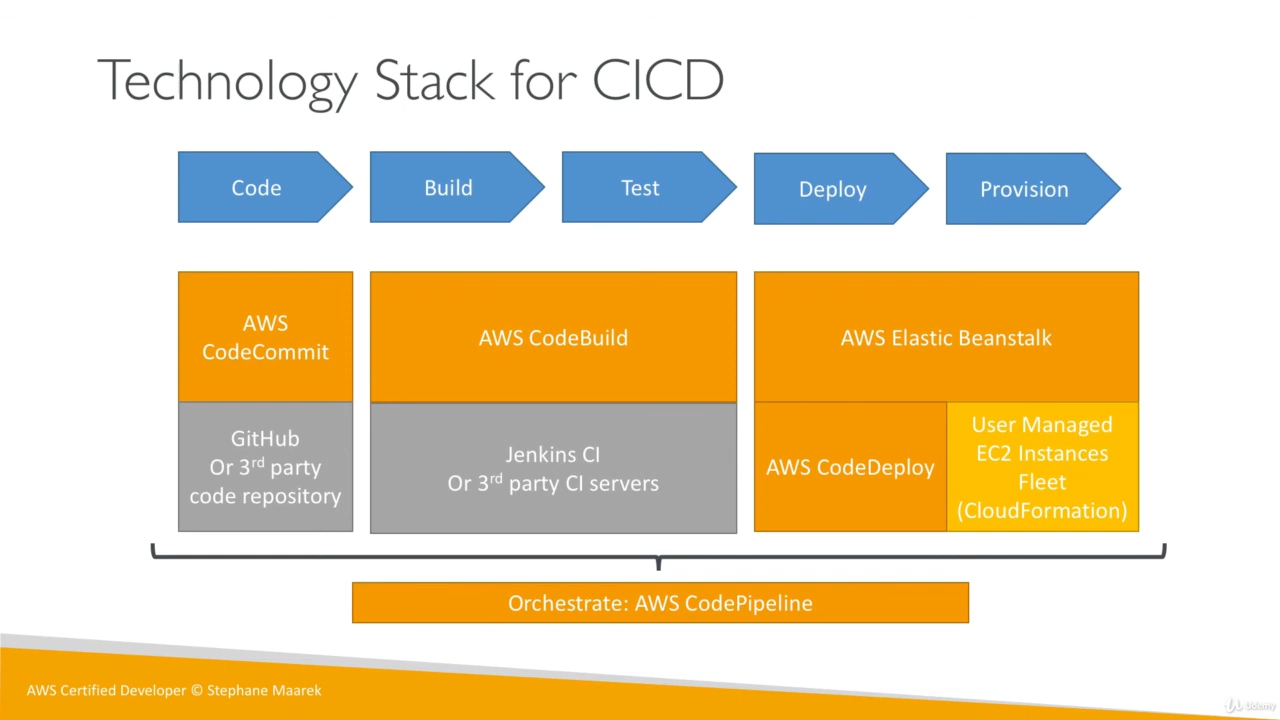 Technology Stack for CICD
Code
Build
Test
Deploy
Provision
AWS
CodeCommit
AWS CodeBuild
AWS Elastic Beanstalk
GitHub
Or 3rd party
code repository
Jenkins CI
Or 3rd party CI servers
AWS CodeDeploy
User Managed
EC2 Instances
Fleet
(CloudFormation)
Orchestrate: AWS CodePipeline
AWS Certified Developer © Stephane Maarek
Udemy